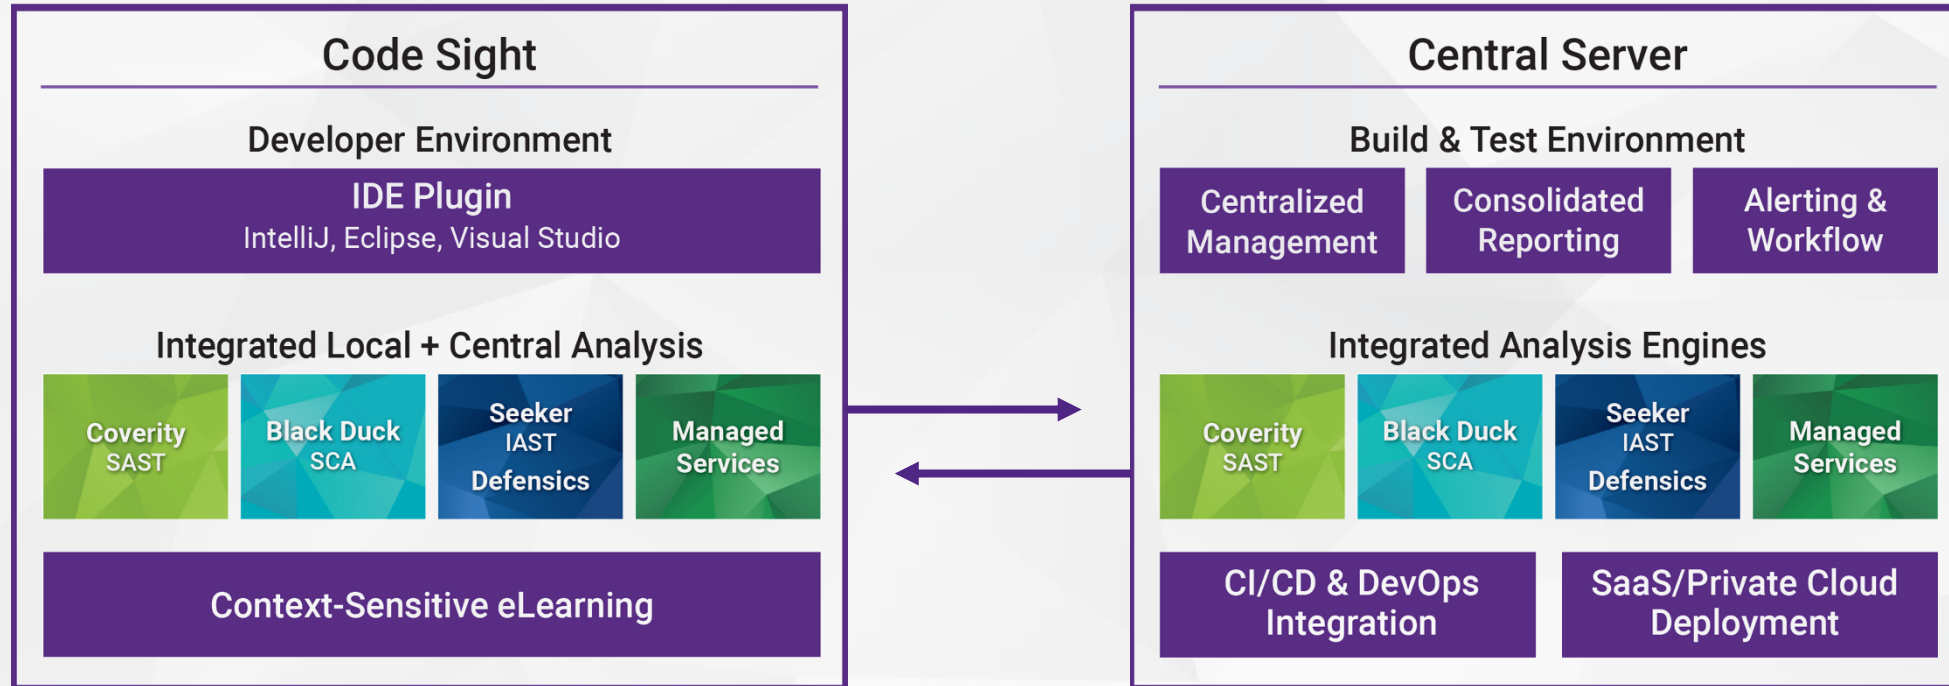 Code Sight
Developer Environment
IDE Plugin
IntelliJ, Eclipse, Visual Studio
Integrated Local + Central Analysis
Coverity
SAST
Black Duck
SCA
Seeker
IAST
Defensics
Managed
Services
Context-Sensitive eLearning
Central Server
Build & Test Environment
Centralized
Management
Consolidated
Reporting
Alerting &
Workflow
Integrated Analysis Engines
Coverity
SAST
Black Duck
SCA
Seeker
IAST
Defensics
Managed
Services
CI/CD & DevOps
Integration
SaaS/Private Cloud
Deployment